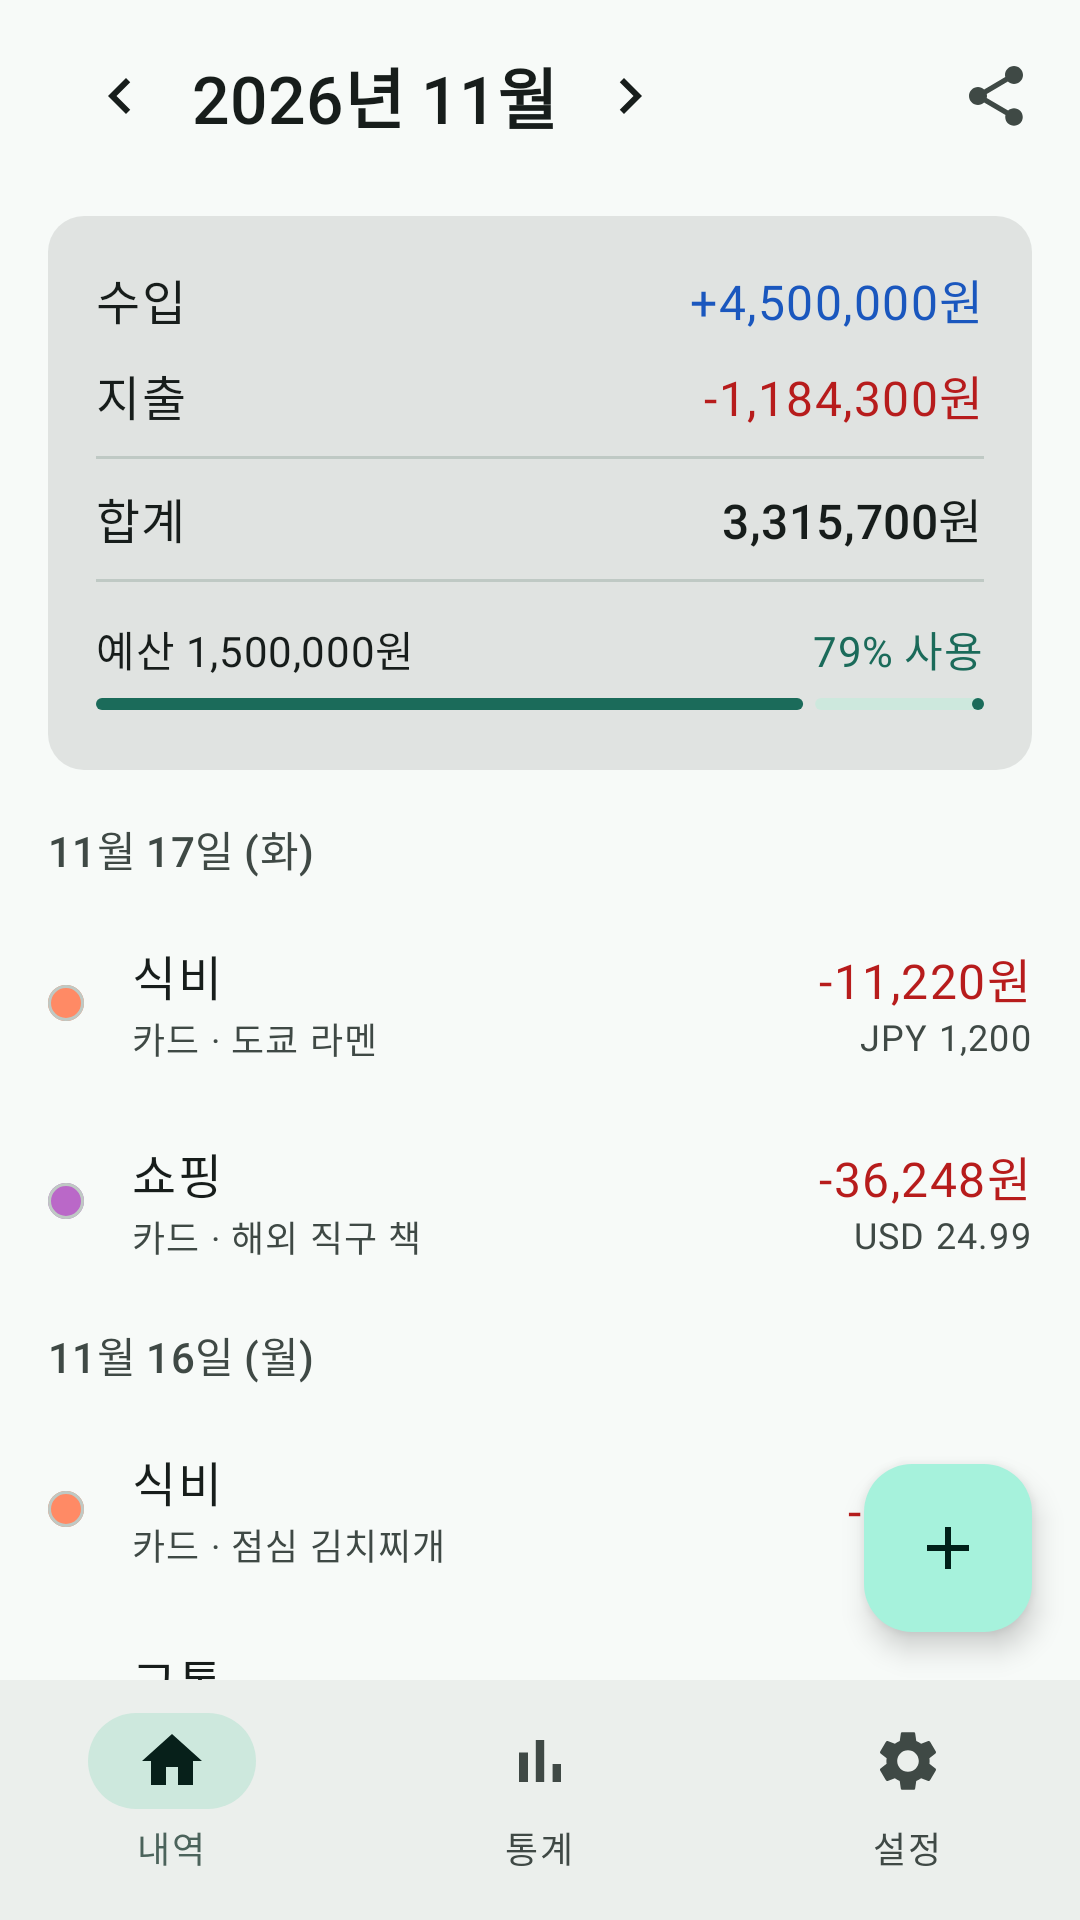 2026년 11월
수입 +4,500,000원
지출 -1,184,300원
합계 3,315,700원
예산 1,500,000원 79% 사용
11월 17일 (화)
식비 -11,220원
카드 · 도쿄 라멘 JPY 1,200
쇼핑 -36,248원
카드 · 해외 직구 책 USD 24.99
11월 16일 (월)
식비 -
카드 · 점심 김치찌개
내역 통계 설정